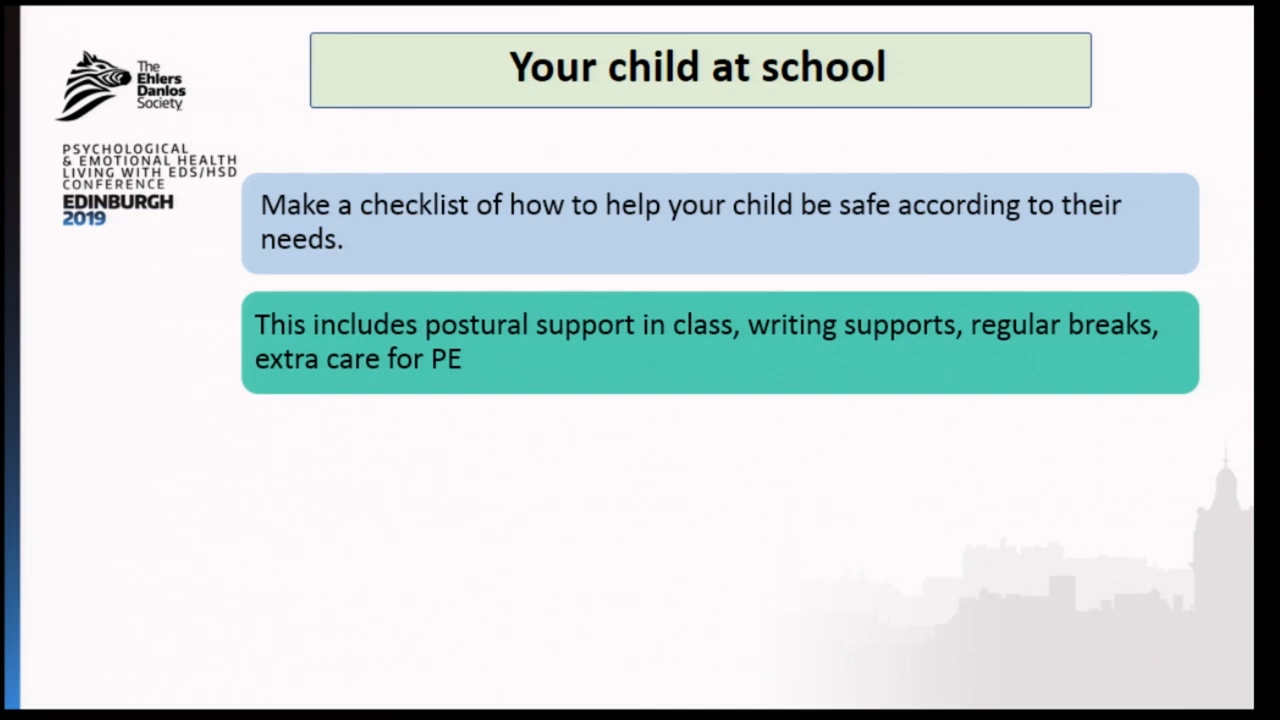 Your child at school
The
Ehlers
Danlos
Society
PSYCHOLOGICAL
& EMOTIONAL HEALTH
LIVING WITH EDS/HSD
CONFERENCE
EDINBURGH
2019
Make a checklist of how to help your child be safe according to their
needs.
This includes postural support in class, writing supports, regular breaks,
extra care for PE